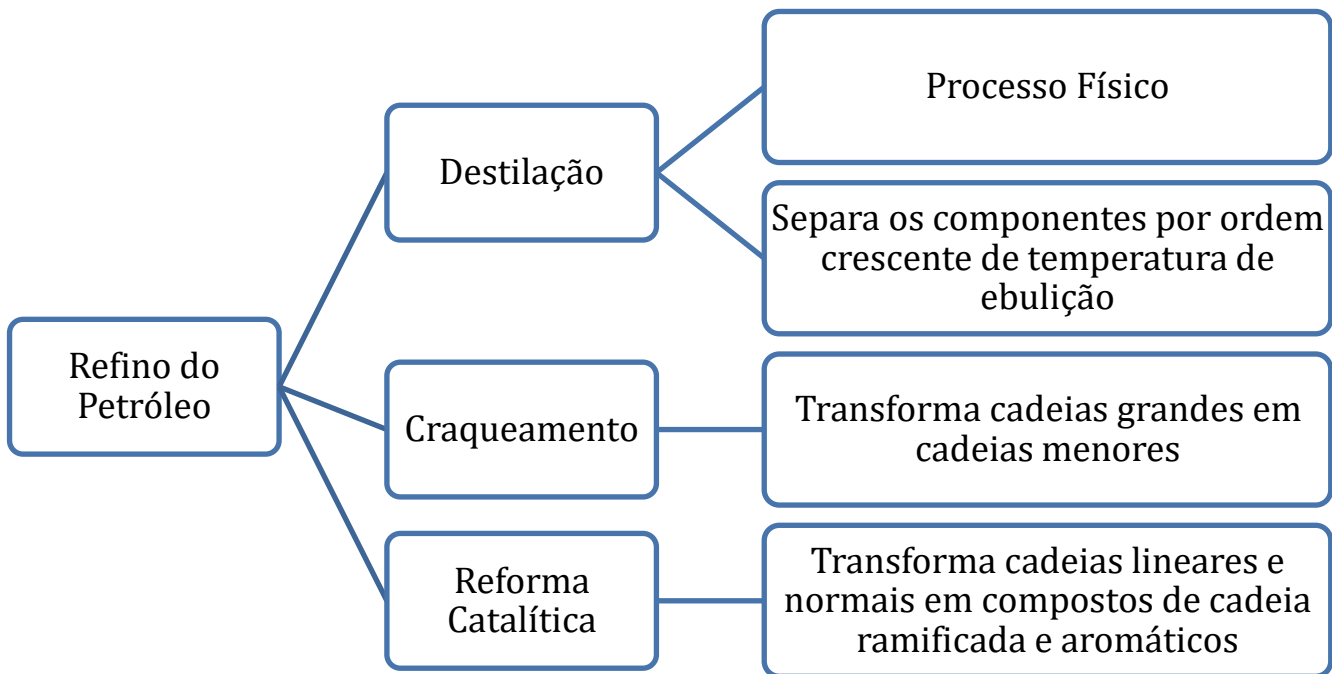 Refino do
Petróleo
Destilação
Processo Físico
Separa os componentes por ordem
crescente de temperatura de
ebulição
Craqueamento
Transforma cadeias grandes em
cadeias menores
Reforma
Catalítica
Transforma cadeias lineares e
normais em compostos de cadeia
ramificada e aromáticos